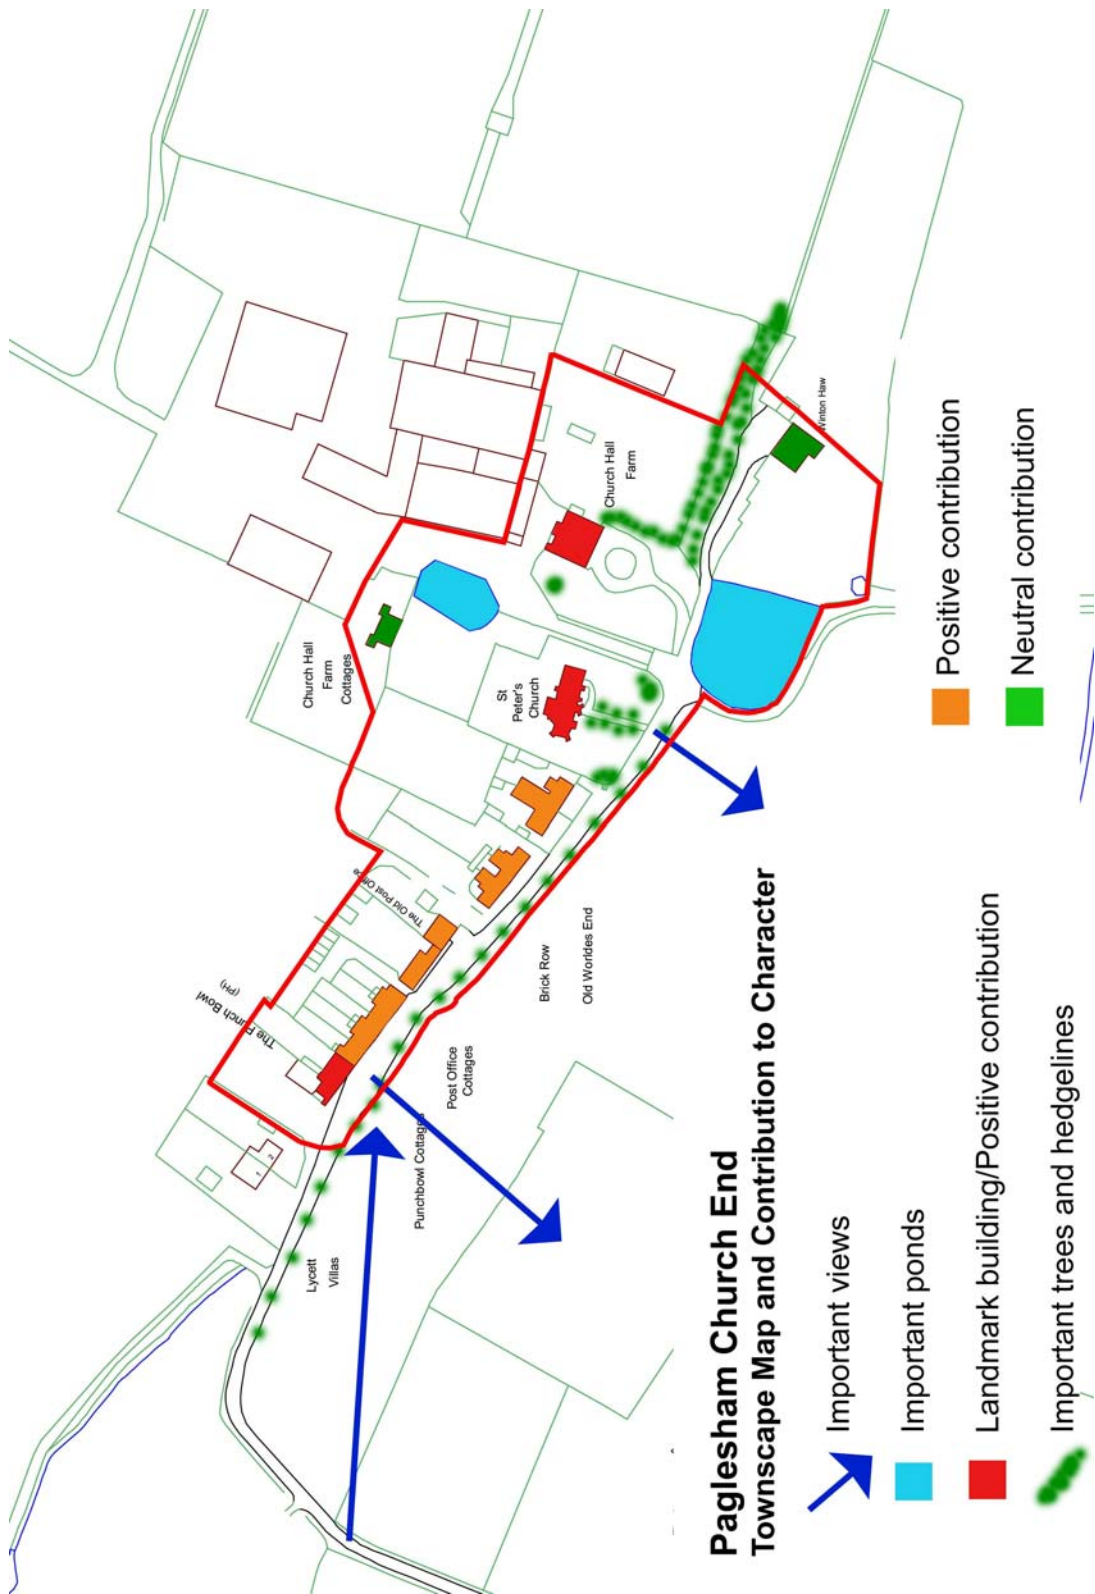 Paglesham Church End
Townscape Map and Contribution to Character
Important views
Important ponds
Landmark building/Positive contribution
Important trees and hedgelines
Positive contribution
Neutral contribution
Lycett
Villas
1
2
The Punch Bowl
(PH)
Punchbowl Cottages
Post Office
Cottages
The Old Post Office
Brick Row
Old Worldes End
St
Peter's
Church
Church Hall
Farm
Cottages
Church Hall
Farm
Winton Haw